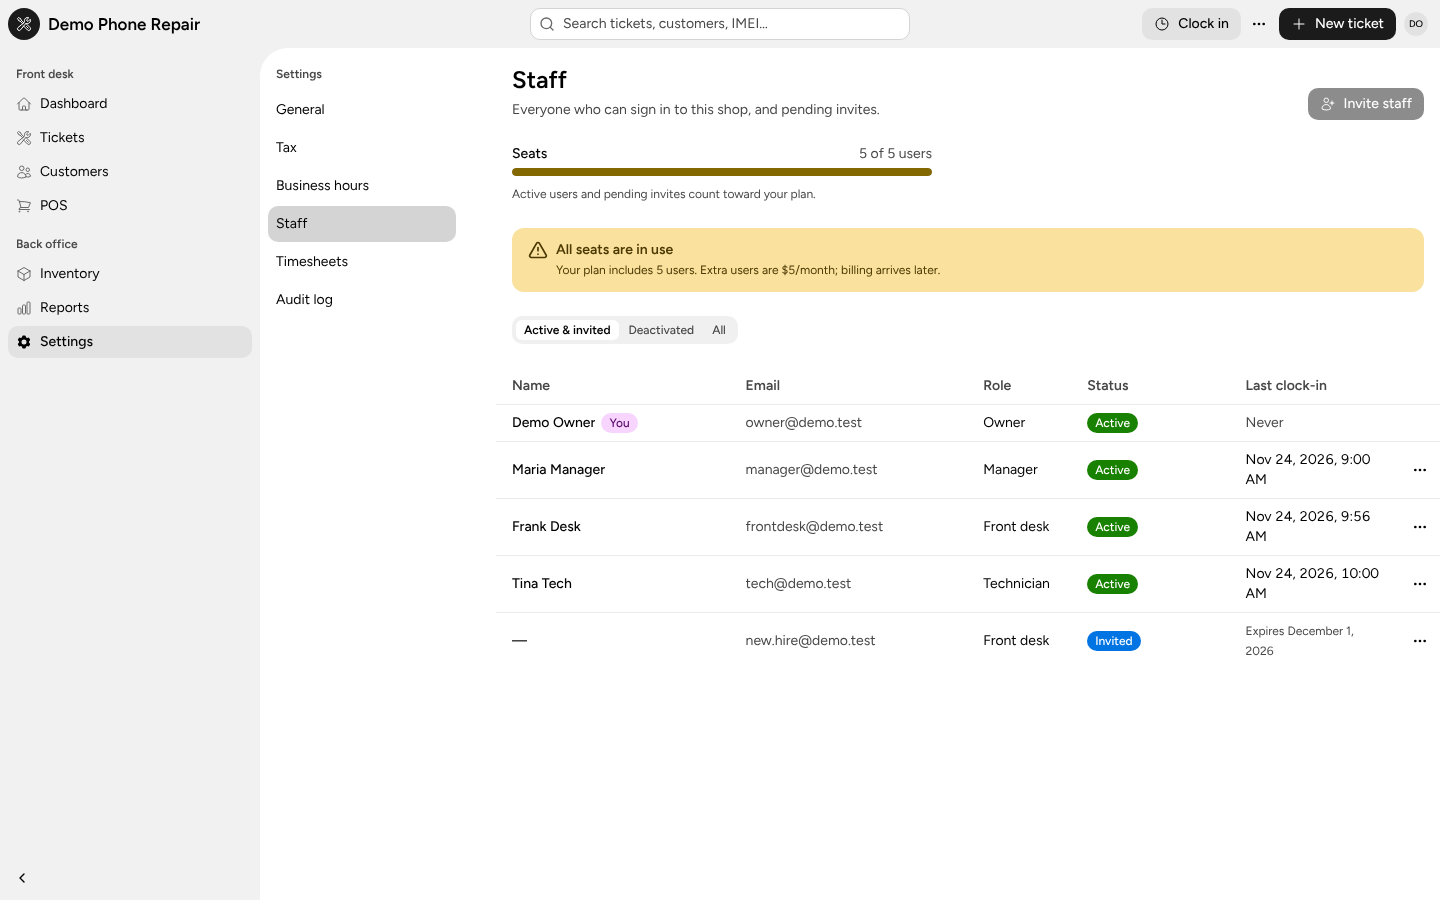 Demo Phone Repair
Search tickets, customers, IMEI...
Clock in
New ticket
DO
Front desk
Dashboard
Tickets
Customers
POS
Back office
Inventory
Reports
Settings
Settings
General
Tax
Business hours
Staff
Timesheets
Audit log
Staff
Everyone who can sign in to this shop, and pending invites.
Invite staff
Seats 5 of 5 users
Active users and pending invites count toward your plan.
All seats are in use
Your plan includes 5 users. Extra users are $5/month; billing arrives later.
Active & invited Deactivated All
Name Email Role Status Last clock-in
Demo Owner You owner@demo.test Owner Active Never
Maria Manager manager@demo.test Manager Active Nov 24, 2026, 9:00
AM
Frank Desk frontdesk@demo.test Front desk Active Nov 24, 2026, 9:56
AM
Tina Tech tech@demo.test Technician Active Nov 24, 2026, 10:00
AM
— new.hire@demo.test Front desk Invited Expires December 1,
2026